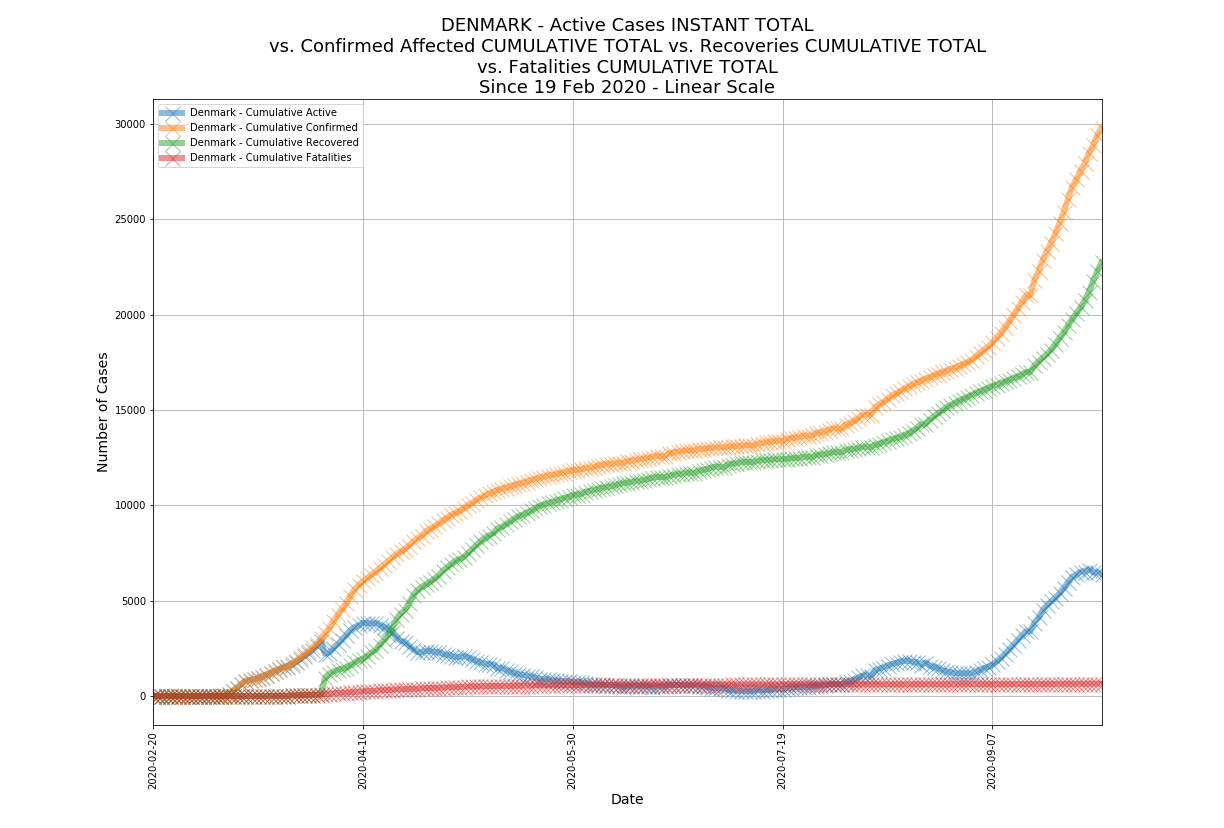 DENMARK - Active Cases INSTANT TOTAL
vs. Confirmed Affected CUMULATIVE TOTAL vs. Recoveries CUMULATIVE TOTAL
vs. Fatalities CUMULATIVE TOTAL
Since 19 Feb 2020 - Linear Scale
Denmark - Cumulative Active
Denmark - Cumulative Confirmed
Denmark - Cumulative Recovered
Denmark - Cumulative Fatalities
30000
25000
20000
15000
10000
5000
0
Number of Cases
2020-02-20
2020-04-10
2020-05-30
2020-07-19
2020-09-07
Date